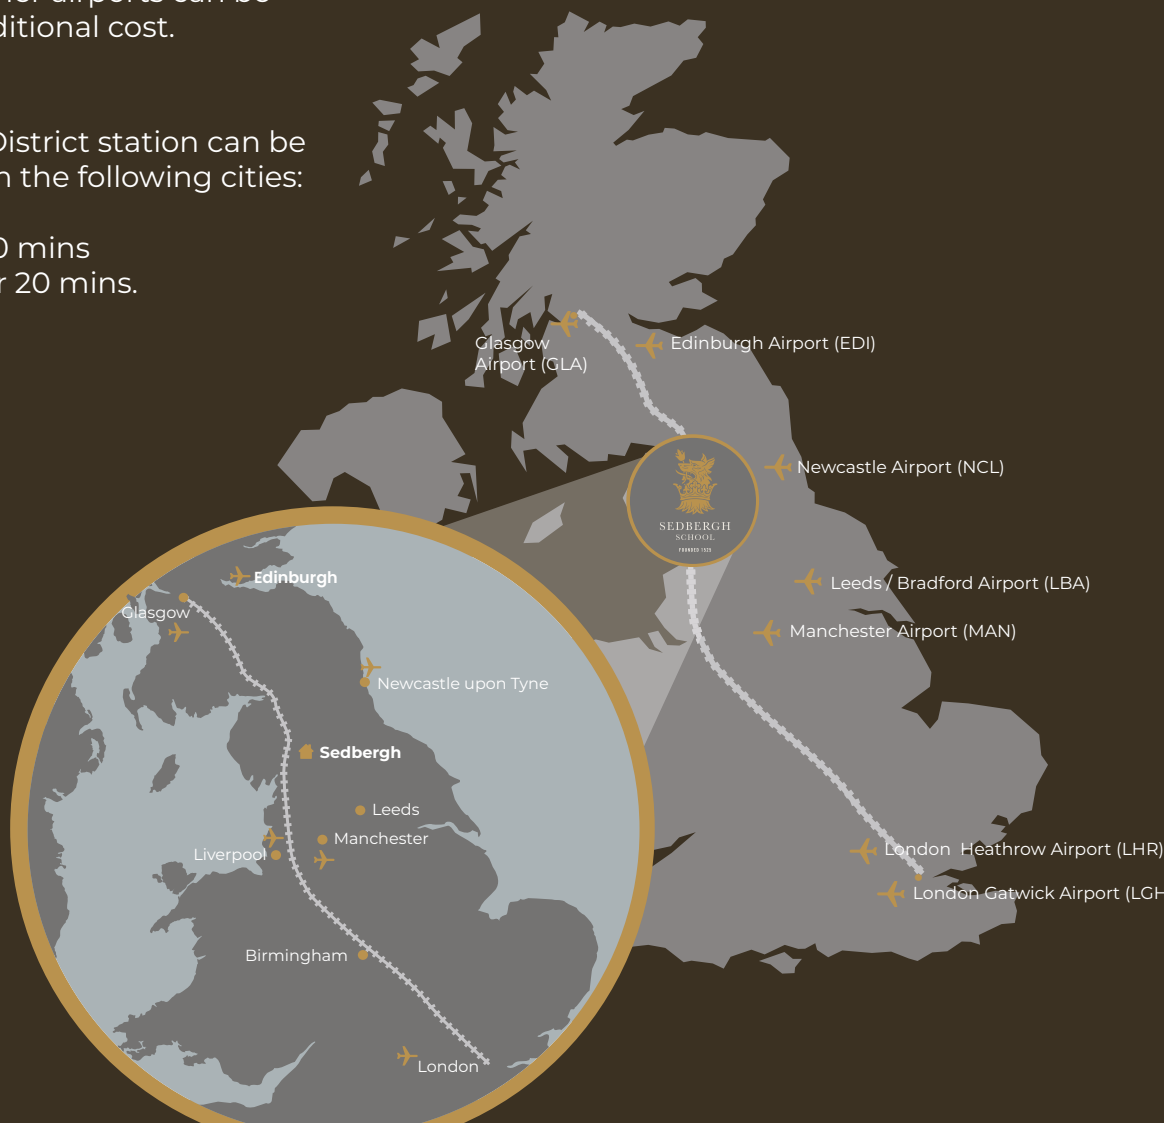 ditional cost.
District station can be
n the following cities:
0 mins
r 20 mins.
Glasgow
Airport (GLA)
Edinburgh Airport (EDI)
Newcastle Airport (NCL)
SEDBERGH
SCHOOL
FOUNDED 1525
Leeds / Bradford Airport (LBA)
Manchester Airport (MAN)
London Heathrow Airport (LHR)
London Gatwick Airport (LGH
Edinburgh
Glasgow
Newcastle upon Tyne
Sedbergh
Leeds
Manchester
Liverpool
Birmingham
London